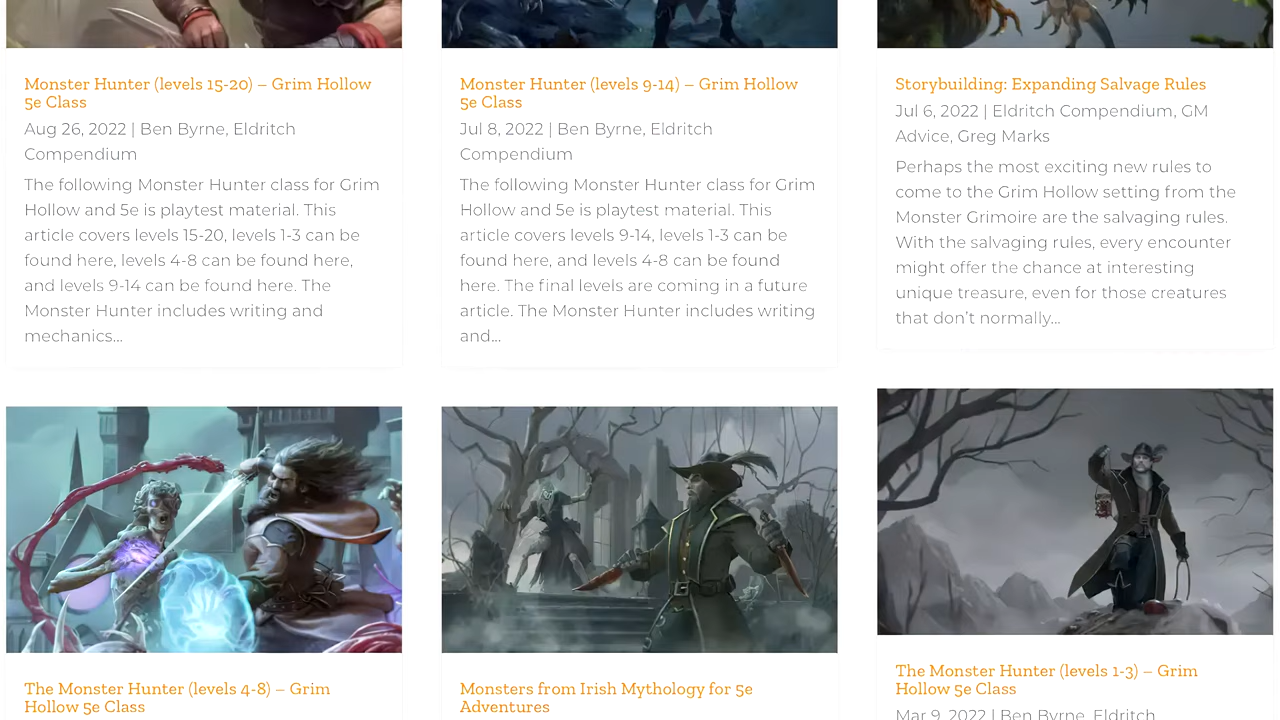 Monster Hunter (levels 15-20) – Grim Hollow
5e Class
Aug 26, 2022 | Ben Byrne, Eldritch
Compendium
The following Monster Hunter class for Grim
Hollow and 5e is playtest material. This
article covers levels 15-20, levels 1-3 can be
found here, levels 4-8 can be found here,
and levels 9-14 can be found here. The
Monster Hunter includes writing and
mechanics...
Monster Hunter (levels 9-14) – Grim Hollow
5e Class
Jul 8, 2022 | Ben Byrne, Eldritch
Compendium
The following Monster Hunter class for Grim
Hollow and 5e is playtest material. This
article covers levels 9-14, levels 1-3 can be
found here, and levels 4-8 can be found
here. The final levels are coming in a future
article. The Monster Hunter includes writing
and...
Storybuilding: Expanding Salvage Rules
Jul 6, 2022 | Eldritch Compendium, GM
Advice, Greg Marks
Perhaps the most exciting new rules to
come to the Grim Hollow setting from the
Monster Grimoire are the salvaging rules.
With the salvaging rules, every encounter
might offer the chance at interesting
unique treasure, even for those creatures
that don’t normally...
The Monster Hunter (levels 4-8) – Grim
Hollow 5e Class
Monsters from Irish Mythology for 5e
Adventures
The Monster Hunter (levels 1-3) – Grim
Hollow 5e Class
Mar 9, 2022 | Ben Byrne, Eldritch